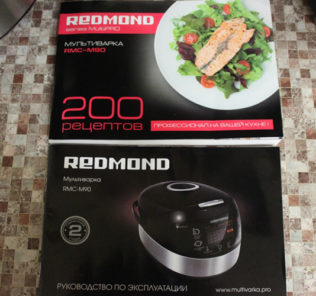 REDMOND
series MultiPRO
МУЛЬТИВАРКА
RMC-M90
200
рецептов
ПРОФЕССИОНАЛ НА ВАШЕЙ КУХНЕ!
REDMOND
Мультиварка
RMC-M90
2
РУКОВОДСТВО ПО ЭКСПЛУАТАЦИИ
www.multivarka.pro